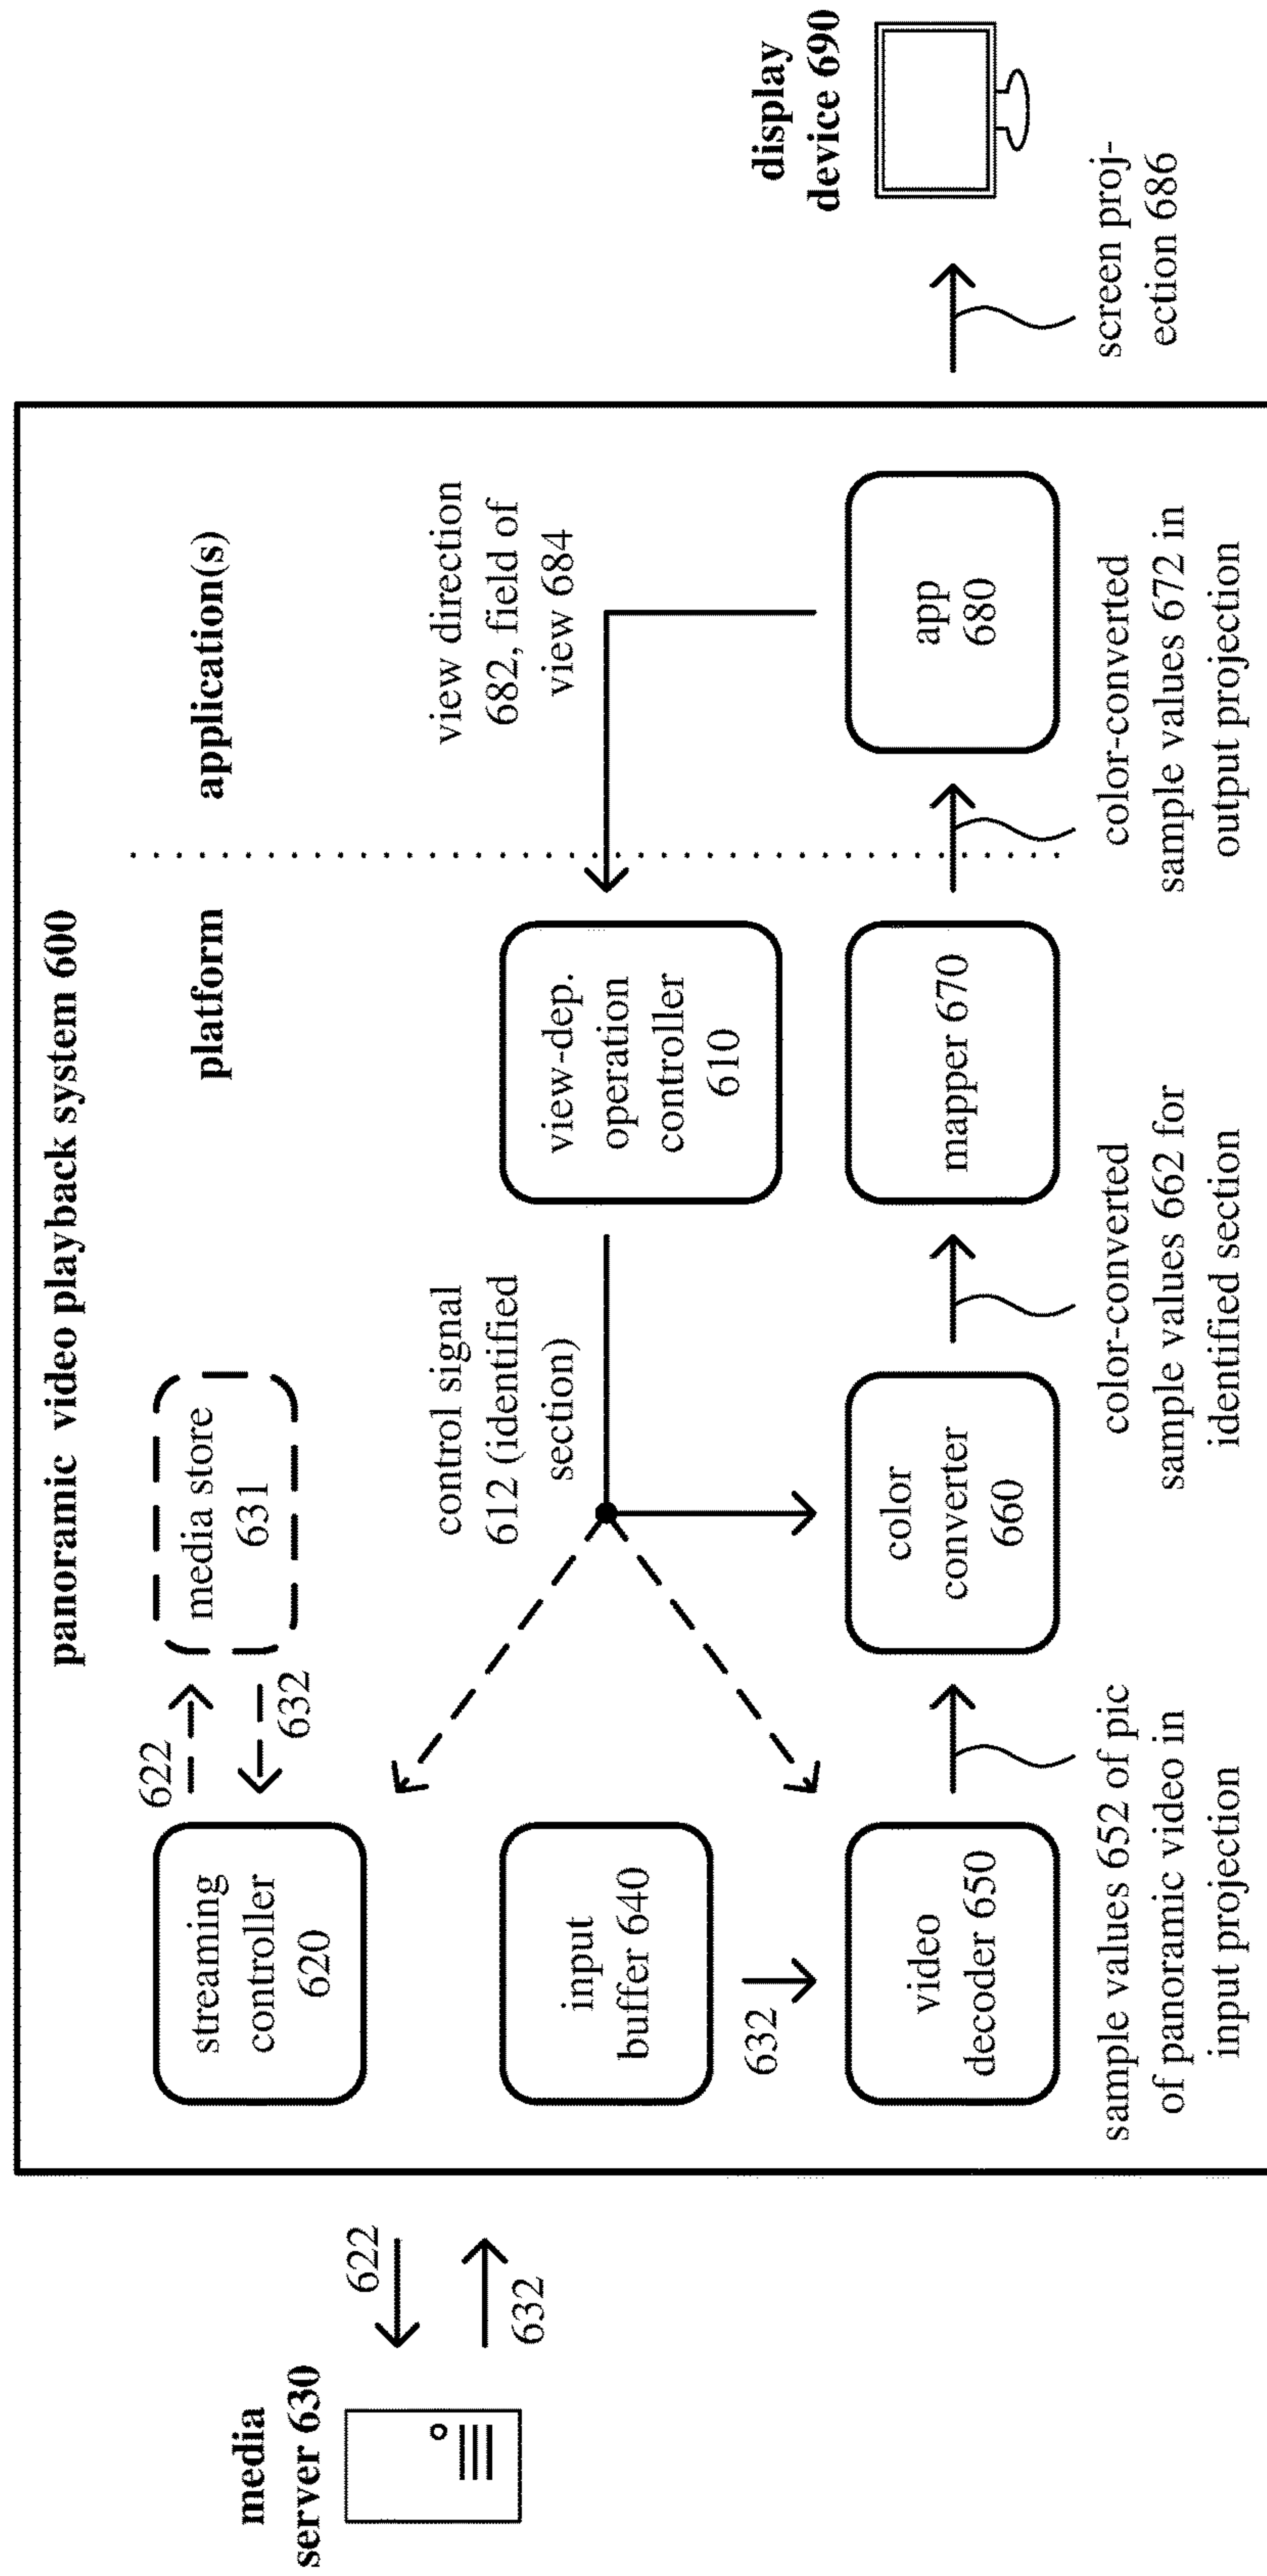 panoramic video playback system 600
platform
application(s)
media
server 630
622
632
streaming
controller
620
622
632
media store
631
input
buffer 640
632
control signal
612 (identified
section)
view-dep.
operation
controller
610
view direction
682, field of
view 684
video
decoder 650
color
converter
660
mapper 670
app
680
display
device 690
sample values 652 of pic
of panoramic video in
input projection
color-converted
sample values 662 for
identified section
color-converted
sample values 672 in
output projection
screen proj-
ection 686